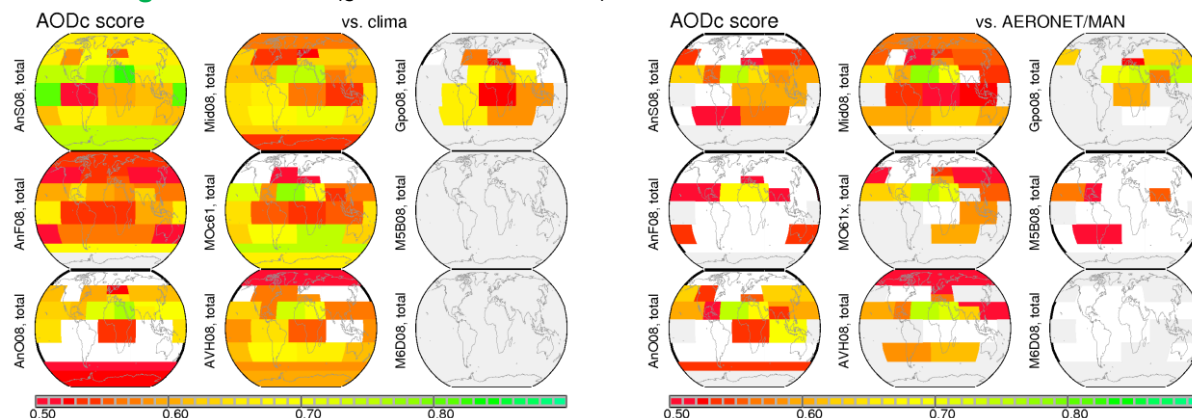 AODc score vs. clima
AnS08, total
Mid08, total
Gpo08, total
AnF08, total
MOc61, total
M5B08, total
AnO08, total
AVH08, total
M6D08, total
0.50 0.60 0.70 0.80
AODc score vs. AERONET/MAN
AnS08, total
Mid08, total
Gpo08, total
AnF08, total
MO61x, total
M5B08, total
AnO08, total
AVH08, total
M6D08, total
0.50 0.60 0.70 0.80